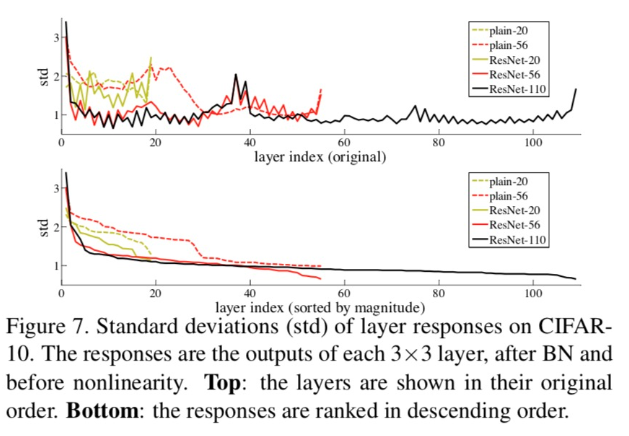 3
2
1
std
plain-20
plain-56
ResNet-20
ResNet-56
ResNet-110
0 20 40 60 80 100
layer index (original)
3
2
1
std
plain-20
plain-56
ResNet-20
ResNet-56
ResNet-110
0 20 40 60 80 100
layer index (sorted by magnitude)
Figure 7. Standard deviations (std) of layer responses on CIFAR-
10. The responses are the outputs of each 3×3 layer, after BN and
before nonlinearity. Top: the layers are shown in their original
order. Bottom: the responses are ranked in descending order.